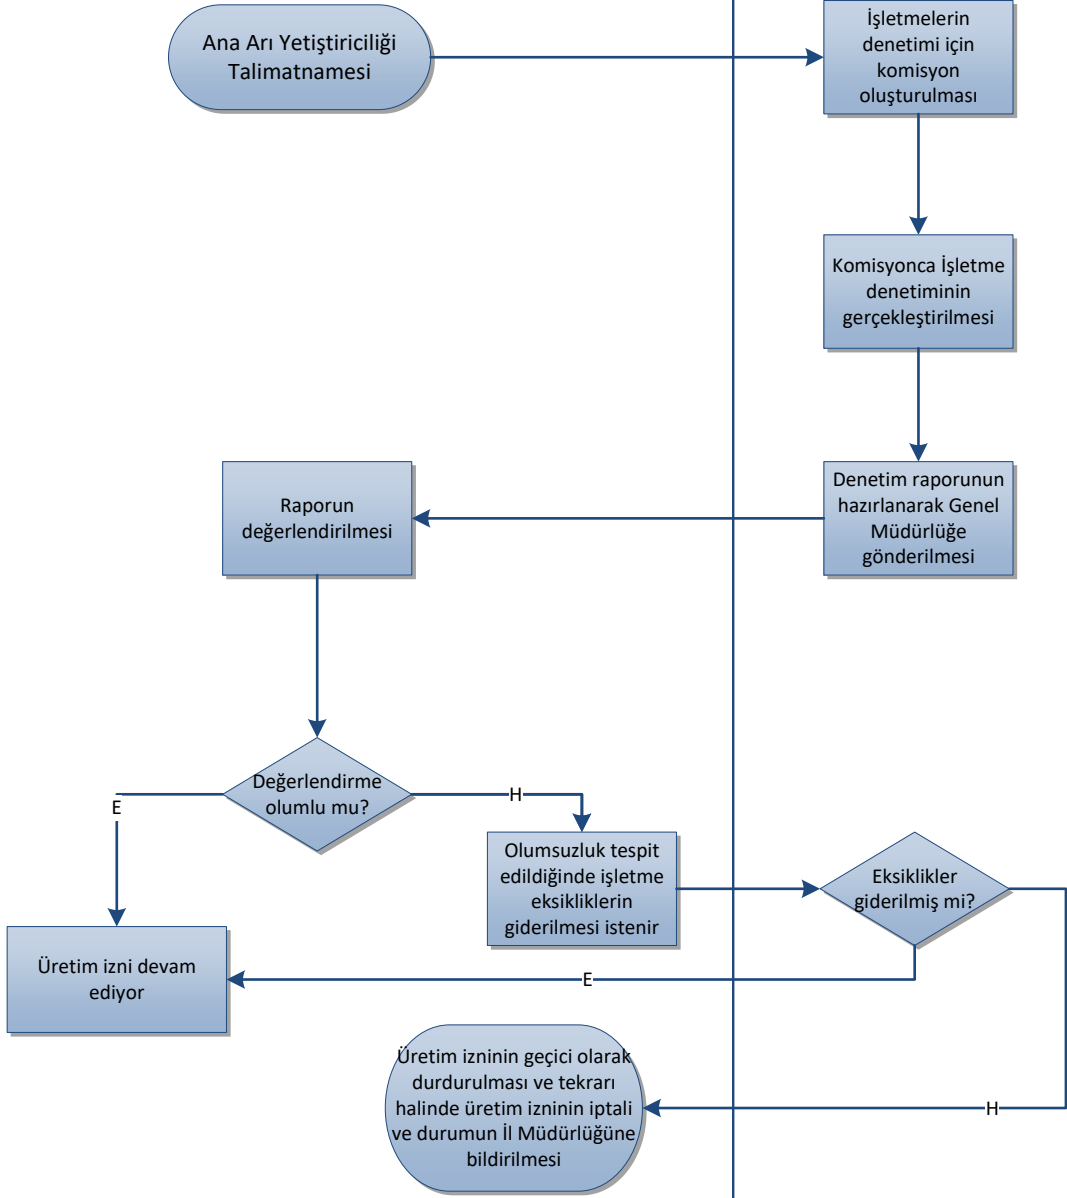 Ana Arı Yetiştiriciliği
Talimatnamesi
İşletmelerin
denetimi için
komisyon
oluşturulması
Komisyonca İşletme
denetiminin
gerçekleştirilmesi
Denetim raporunun
hazırlanarak Genel
Müdürlüğe
gönderilmesi
Raporun
değerlendirilmesi
Değerlendirme
olumlu mu?
E
H
Olumsuzluk tespit
edildiğinde işletme
eksikliklerin
giderilmesi istenir
Eksiklikler
giderilmiş mi?
Üretim izni devam
ediyor
E
Üretim izninin geçici olarak
durdurulması ve tekrarı
halinde üretim izninin iptali
ve durumun İl Müdürlüğüne
bildirilmesi
H